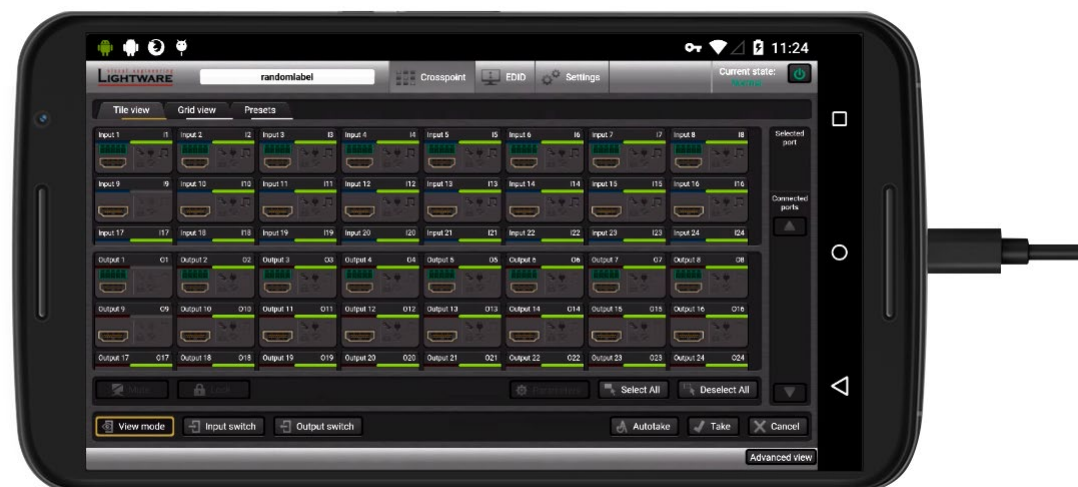 11:24
visual engineering
LIGHTWARE
randomlabel
Crosspoint
EDID
Settings
Current state:
Normal
Tile view
Grid view
Presets
Input 1 I1 Input 2 I2 Input 3 I3 Input 4 I4 Input 5 I5 Input 6 I6 Input 7 I7 Input 8 I8
Selected
port
Input 9 I9 Input 10 I10 Input 11 I11 Input 12 I12 Input 13 I13 Input 14 I14 Input 15 I15 Input 16 I16
Connected
ports
Input 17 I17 Input 18 I18 Input 19 I19 Input 20 I20 Input 21 I21 Input 22 I22 Input 23 I23 Input 24 I24
Output 1 O1 Output 2 O2 Output 3 O3 Output 4 O4 Output 5 O5 Output 6 O6 Output 7 O7 Output 8 O8
Output 9 O9 Output 10 O10 Output 11 O11 Output 12 O12 Output 13 O13 Output 14 O14 Output 15 O15 Output 16 O16
Output 17 O17 Output 18 O18 Output 19 O19 Output 20 O20 Output 21 O21 Output 22 O22 Output 23 O23 Output 24 O24
Mute
Lock
Parameters
Select All
Deselect All
View mode
Input switch
Output switch
Autotake
Take
Cancel
Advanced view